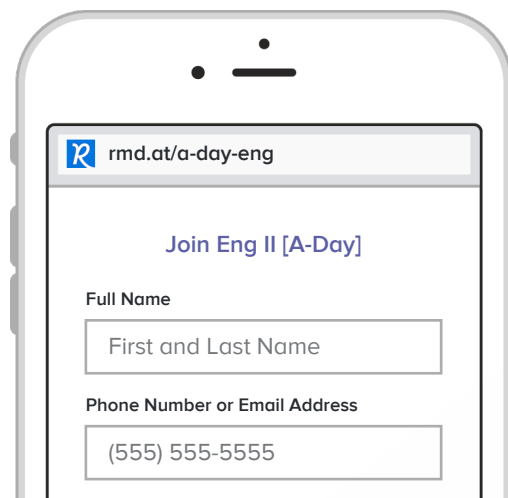 rmd.at/a-day-eng
Join Eng II [A-Day]
Full Name
First and Last Name
Phone Number or Email Address
(555) 555-5555